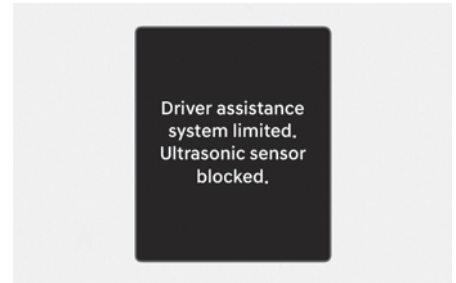 Driver assistance
system limited.
Ultrasonic sensor
blocked.